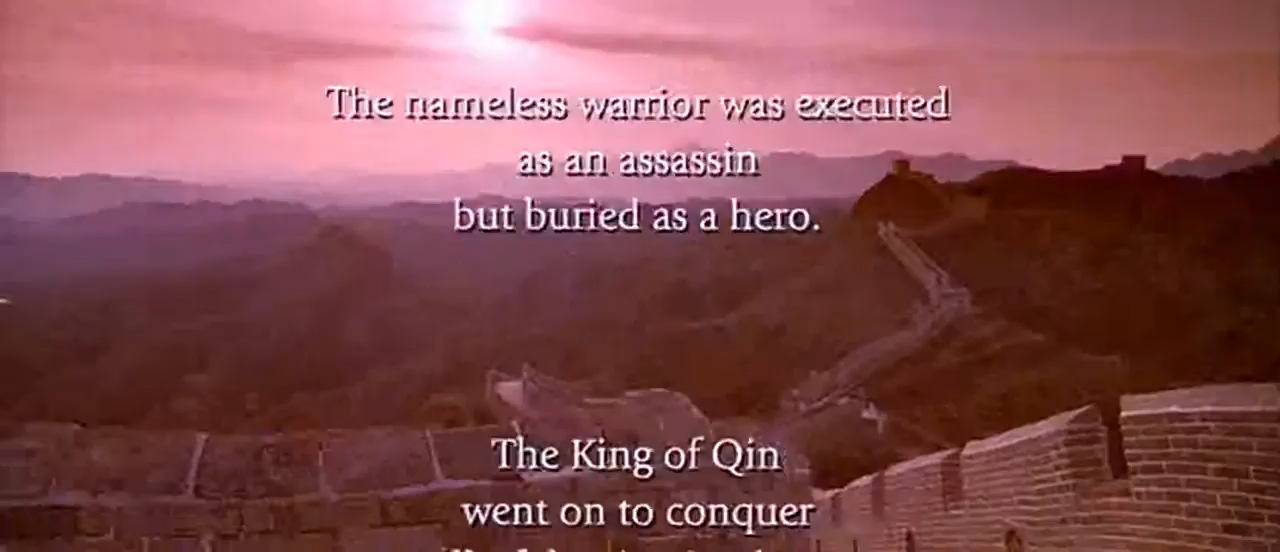 The nameless warrior was executed
as an assassin
but buried as a hero.
The King of Qin
went on to conquer